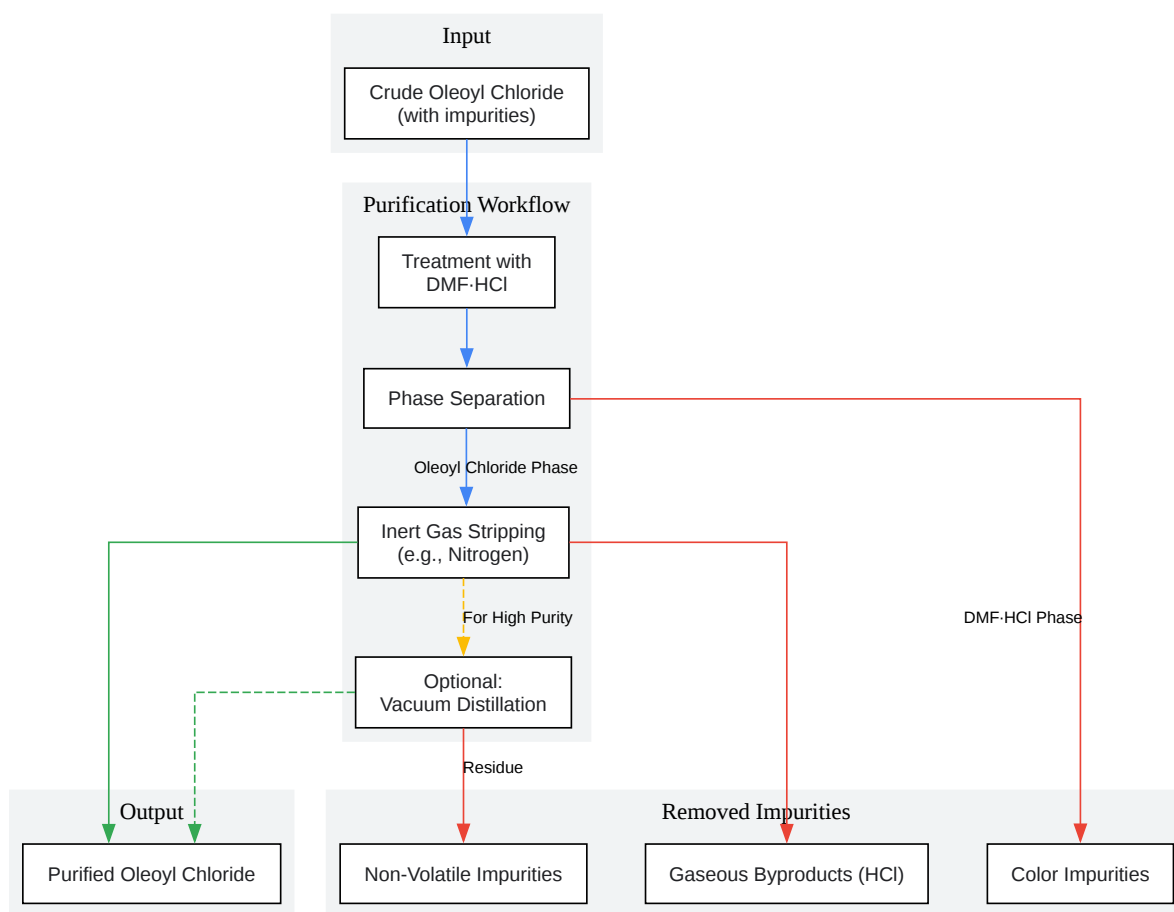 Input
Crude Oleoyl Chloride
(with impurities)
Purification Workflow
Treatment with
DMF·HCl
Phase Separation
Oleoyl Chloride Phase
Inert Gas Stripping
(e.g., Nitrogen)
For High Purity
DMF·HCl Phase
Optional:
Vacuum Distillation
Residue
Output
Removed Impurities
Purified Oleoyl Chloride
Non-Volatile Impurities
Gaseous Byproducts (HCl)
Color Impurities